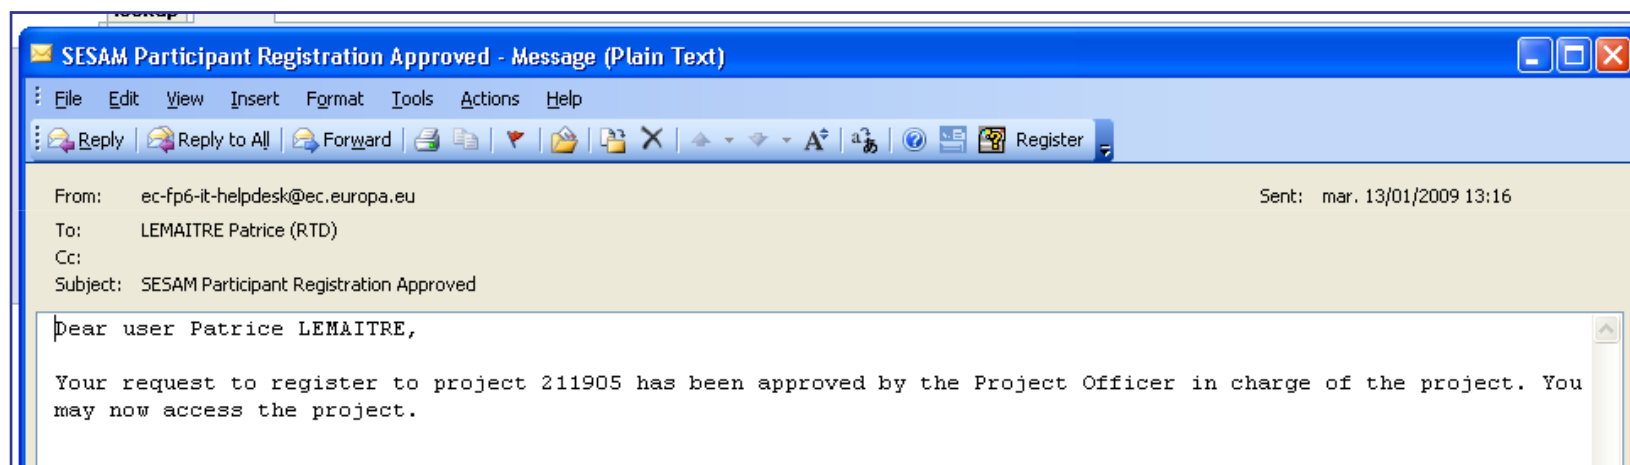 lookup
SESAM Participant Registration Approved - Message (Plain Text)
File Edit View Insert Format Tools Actions Help
Reply Reply to All Forward Register
From: ec-fp6-it-helpdesk@ec.europa.eu Sent: mar. 13/01/2009 13:16
To: LEMAITRE Patrice (RTD)
Cc:
Subject: SESAM Participant Registration Approved
Dear user Patrice LEMAITRE,
Your request to register to project 211905 has been approved by the Project Officer in charge of the project. You
may now access the project.